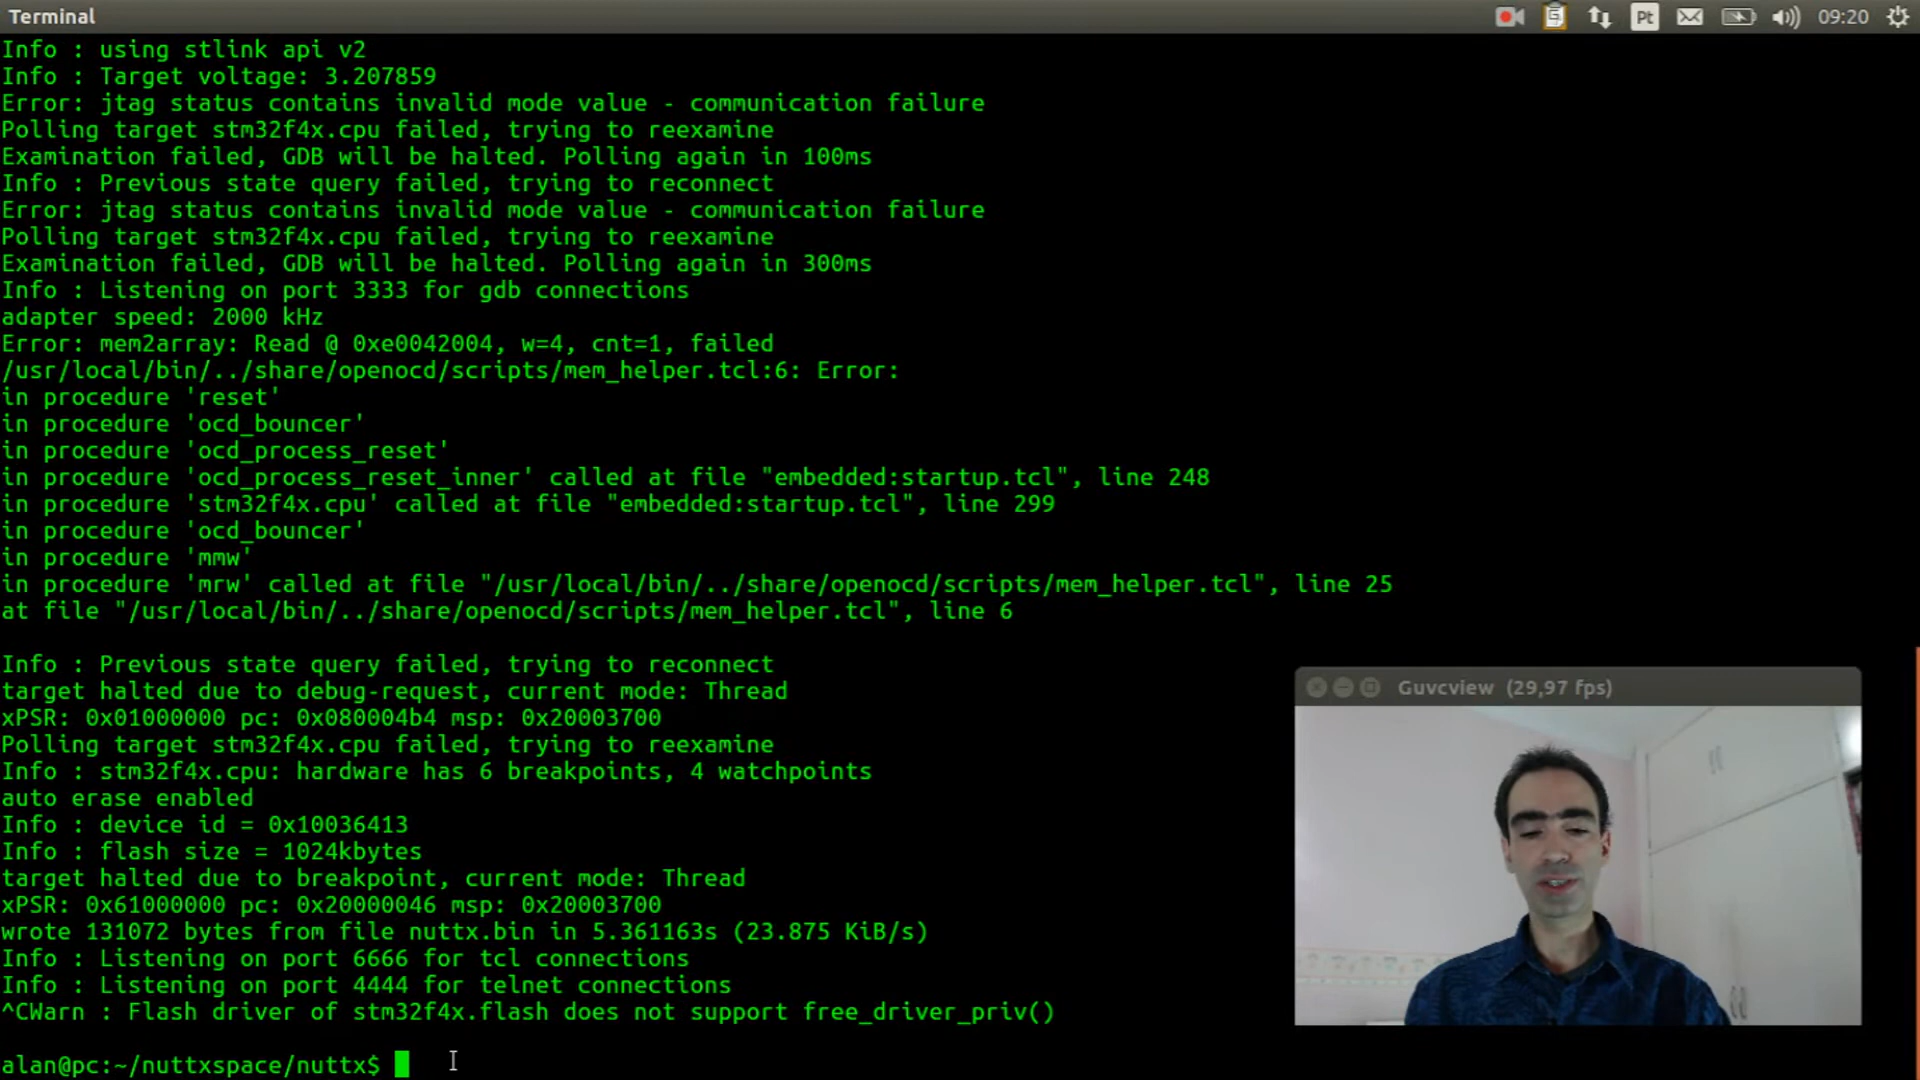 Terminal
Pt
09:20
Info : using stlink api v2
Info : Target voltage: 3.207859
Error: jtag status contains invalid mode value - communication failure
Polling target stm32f4x.cpu failed, trying to reexamine
Examination failed, GDB will be halted. Polling again in 100ms
Info : Previous state query failed, trying to reconnect
Error: jtag status contains invalid mode value - communication failure
Polling target stm32f4x.cpu failed, trying to reexamine
Examination failed, GDB will be halted. Polling again in 300ms
Info : Listening on port 3333 for gdb connections
adapter speed: 2000 kHz
Error: mem2array: Read @ 0xe0042004, w=4, cnt=1, failed
/usr/local/bin/../share/openocd/scripts/mem_helper.tcl:6: Error:
in procedure 'reset'
in procedure 'ocd_bouncer'
in procedure 'ocd_process_reset'
in procedure 'ocd_process_reset_inner' called at file "embedded:startup.tcl", line 248
in procedure 'stm32f4x.cpu' called at file "embedded:startup.tcl", line 299
in procedure 'ocd_bouncer'
in procedure 'mmw'
in procedure 'mrw' called at file "/usr/local/bin/../share/openocd/scripts/mem_helper.tcl", line 25
at file "/usr/local/bin/../share/openocd/scripts/mem_helper.tcl", line 6
Info : Previous state query failed, trying to reconnect
target halted due to debug-request, current mode: Thread
xPSR: 0x01000000 pc: 0x080004b4 msp: 0x20003700
Polling target stm32f4x.cpu failed, trying to reexamine
Info : stm32f4x.cpu: hardware has 6 breakpoints, 4 watchpoints
auto erase enabled
Info : device id = 0x10036413
Info : flash size = 1024kbytes
target halted due to breakpoint, current mode: Thread
xPSR: 0x61000000 pc: 0x20000046 msp: 0x20003700
wrote 131072 bytes from file nuttx.bin in 5.361163s (23.875 KiB/s)
Info : Listening on port 6666 for tcl connections
Info : Listening on port 4444 for telnet connections
^CWarn : Flash driver of stm32f4x.flash does not support free_driver_priv()
alan@pc:~/nuttxspace/nuttx$
Guvcview (29,97 fps)